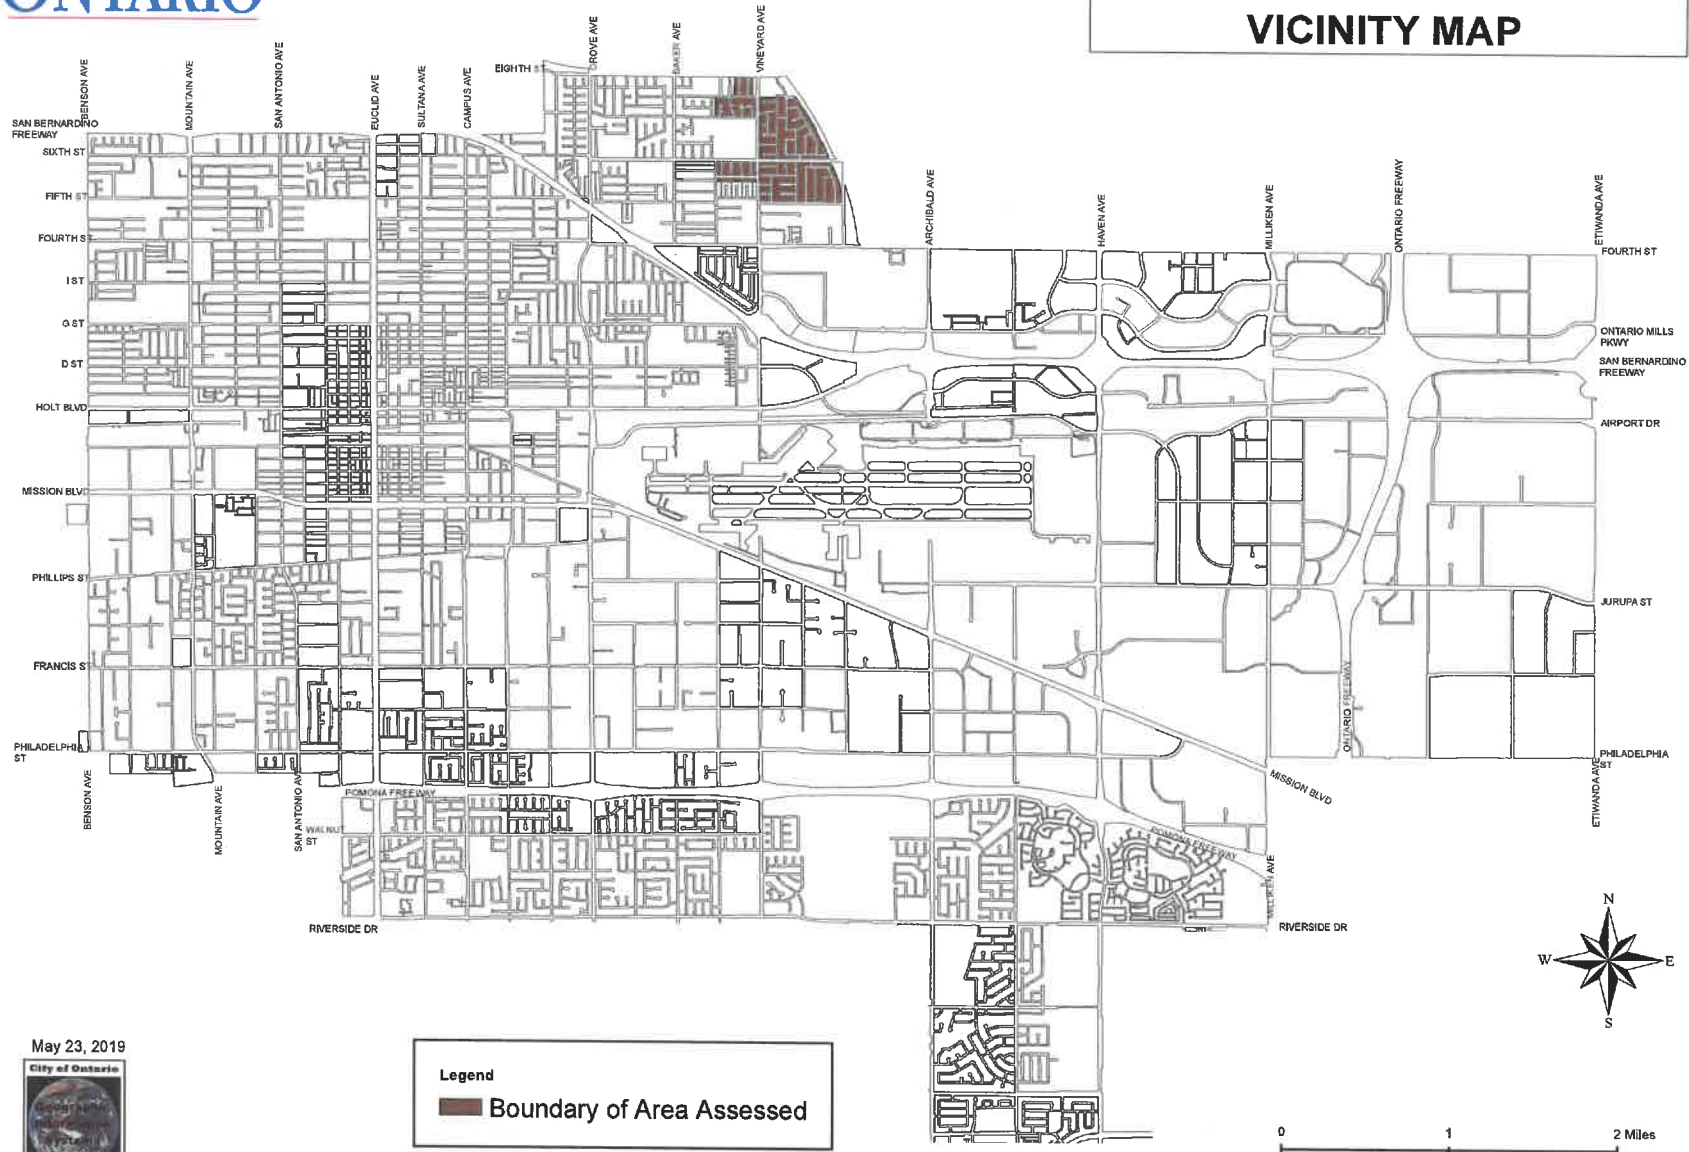 ONTARIO
VICINITY MAP
BENSON AVE
MOUNTAIN AVE
SAN ANTONIO AVE
EUCLID AVE
SULTANA AVE
CAMPUS AVE
GROVE AVE
BAKER AVE
VINEYARD AVE
ARCHIBALD AVE
HAVEN AVE
MILLIKEN AVE
ONTARIO FREEWAY
ETIWANDA AVE
EIGHTH ST
SAN BERNARDINO
FREEWAY
SIXTH ST
FIFTH ST
FOURTH ST
I ST
G ST
D ST
HOLT BLVD
MISSION BLVD
PHILLIPS ST
FRANCIS ST
PHILADELPHIA
ST
FOURTH ST
ONTARIO MILLS
PKWY
SAN BERNARDINO
FREEWAY
AIRPORT DR
JURUPA ST
ONTARIO FREEWAY
PHILADELPHIA
ST
ETIWANDA AVE
MISSION BLVD
BENSON AVE
MOUNTAIN AVE
SAN ANTONIO AVE
POMONA FREEWAY
WALNUT
ST
POMONA FREEWAY
MILLIKEN AVE
RIVERSIDE DR
RIVERSIDE DR
N
W
E
S
May 23, 2019
City of Ontario
Geographic
Information
System
Legend
Boundary of Area Assessed
0
1
2 Miles